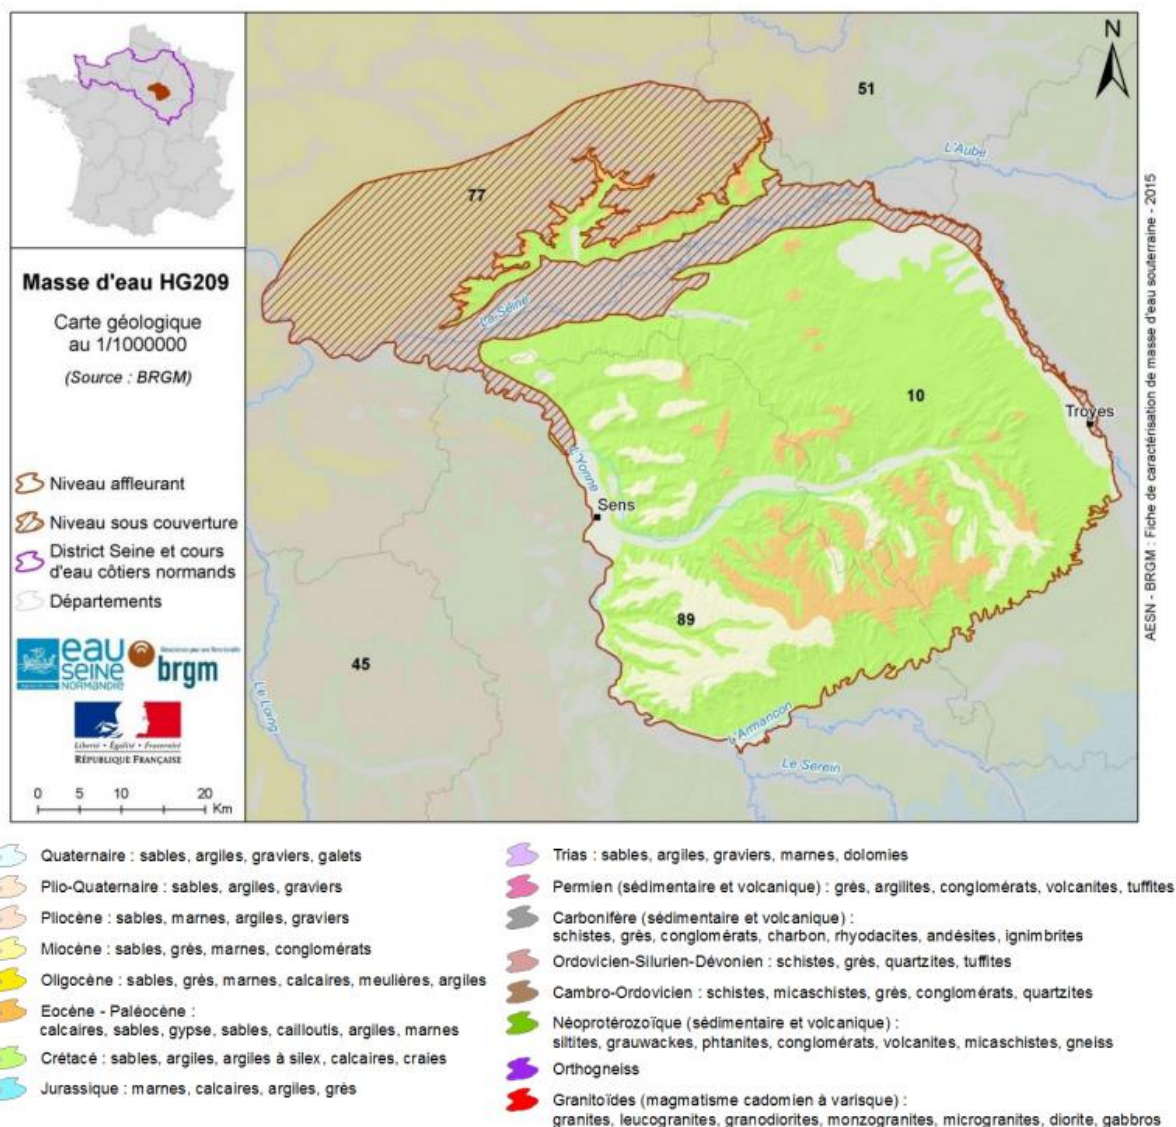 N
51
L'Aube
77
La Seine
10
Troyes
L'Yonne
Sens
89
45
Le Loing
L'Armançon
Le Serein
Masse d'eau HG209
Carte géologique
au 1/1000000
(Source : BRGM)
Niveau affleurant
Niveau sous couverture
District Seine et cours
d'eau côtiers normands
Départements
eau
SEINE
NORMANDIE
brgm
Liberté • Égalité • Fraternité
RÉPUBLIQUE FRANÇAISE
0 5 10 20
Km
AESN - BRGM : Fiche de caractérisation de masse d'eau souterraine - 2015
Quaternaire : sables, argiles, graviers, galets
Plio-Quaternaire : sables, argiles, graviers
Pliocène : sables, marnes, argiles, graviers
Miocène : sables, grès, marnes, conglomérats
Oligocène : sables, grès, marnes, calcaires, meulières, argiles
Eocène - Paléocène :
calcaires, sables, gypse, sables, cailloutis, argiles, marnes
Crétacé : sables, argiles, argiles à silex, calcaires, craies
Jurassique : marnes, calcaires, argiles, grès
Trias : sables, argiles, graviers, marnes, dolomies
Permien (sédimentaire et volcanique) : grès, argilites, conglomérats, volcanites, tuffites
Carbonifère (sédimentaire et volcanique) :
schistes, grès, conglomérats, charbon, rhyodacites, andésites, ignimbrites
Ordovicien-Silurien-Dévonien : schistes, grès, quartzites, tuffites
Cambro-Ordovicien : schistes, micaschistes, grès, conglomérats, quartzites
Néoprotérozoïque (sédimentaire et volcanique) :
siltites, grauwackes, phtanites, conglomérats, volcanites, micaschistes, gneiss
Orthogneiss
Granitoïdes (magmatisme cadomien à varisque) :
granites, leucogranites, granodiorites, monzogranites, microgranites, diorite, gabbros